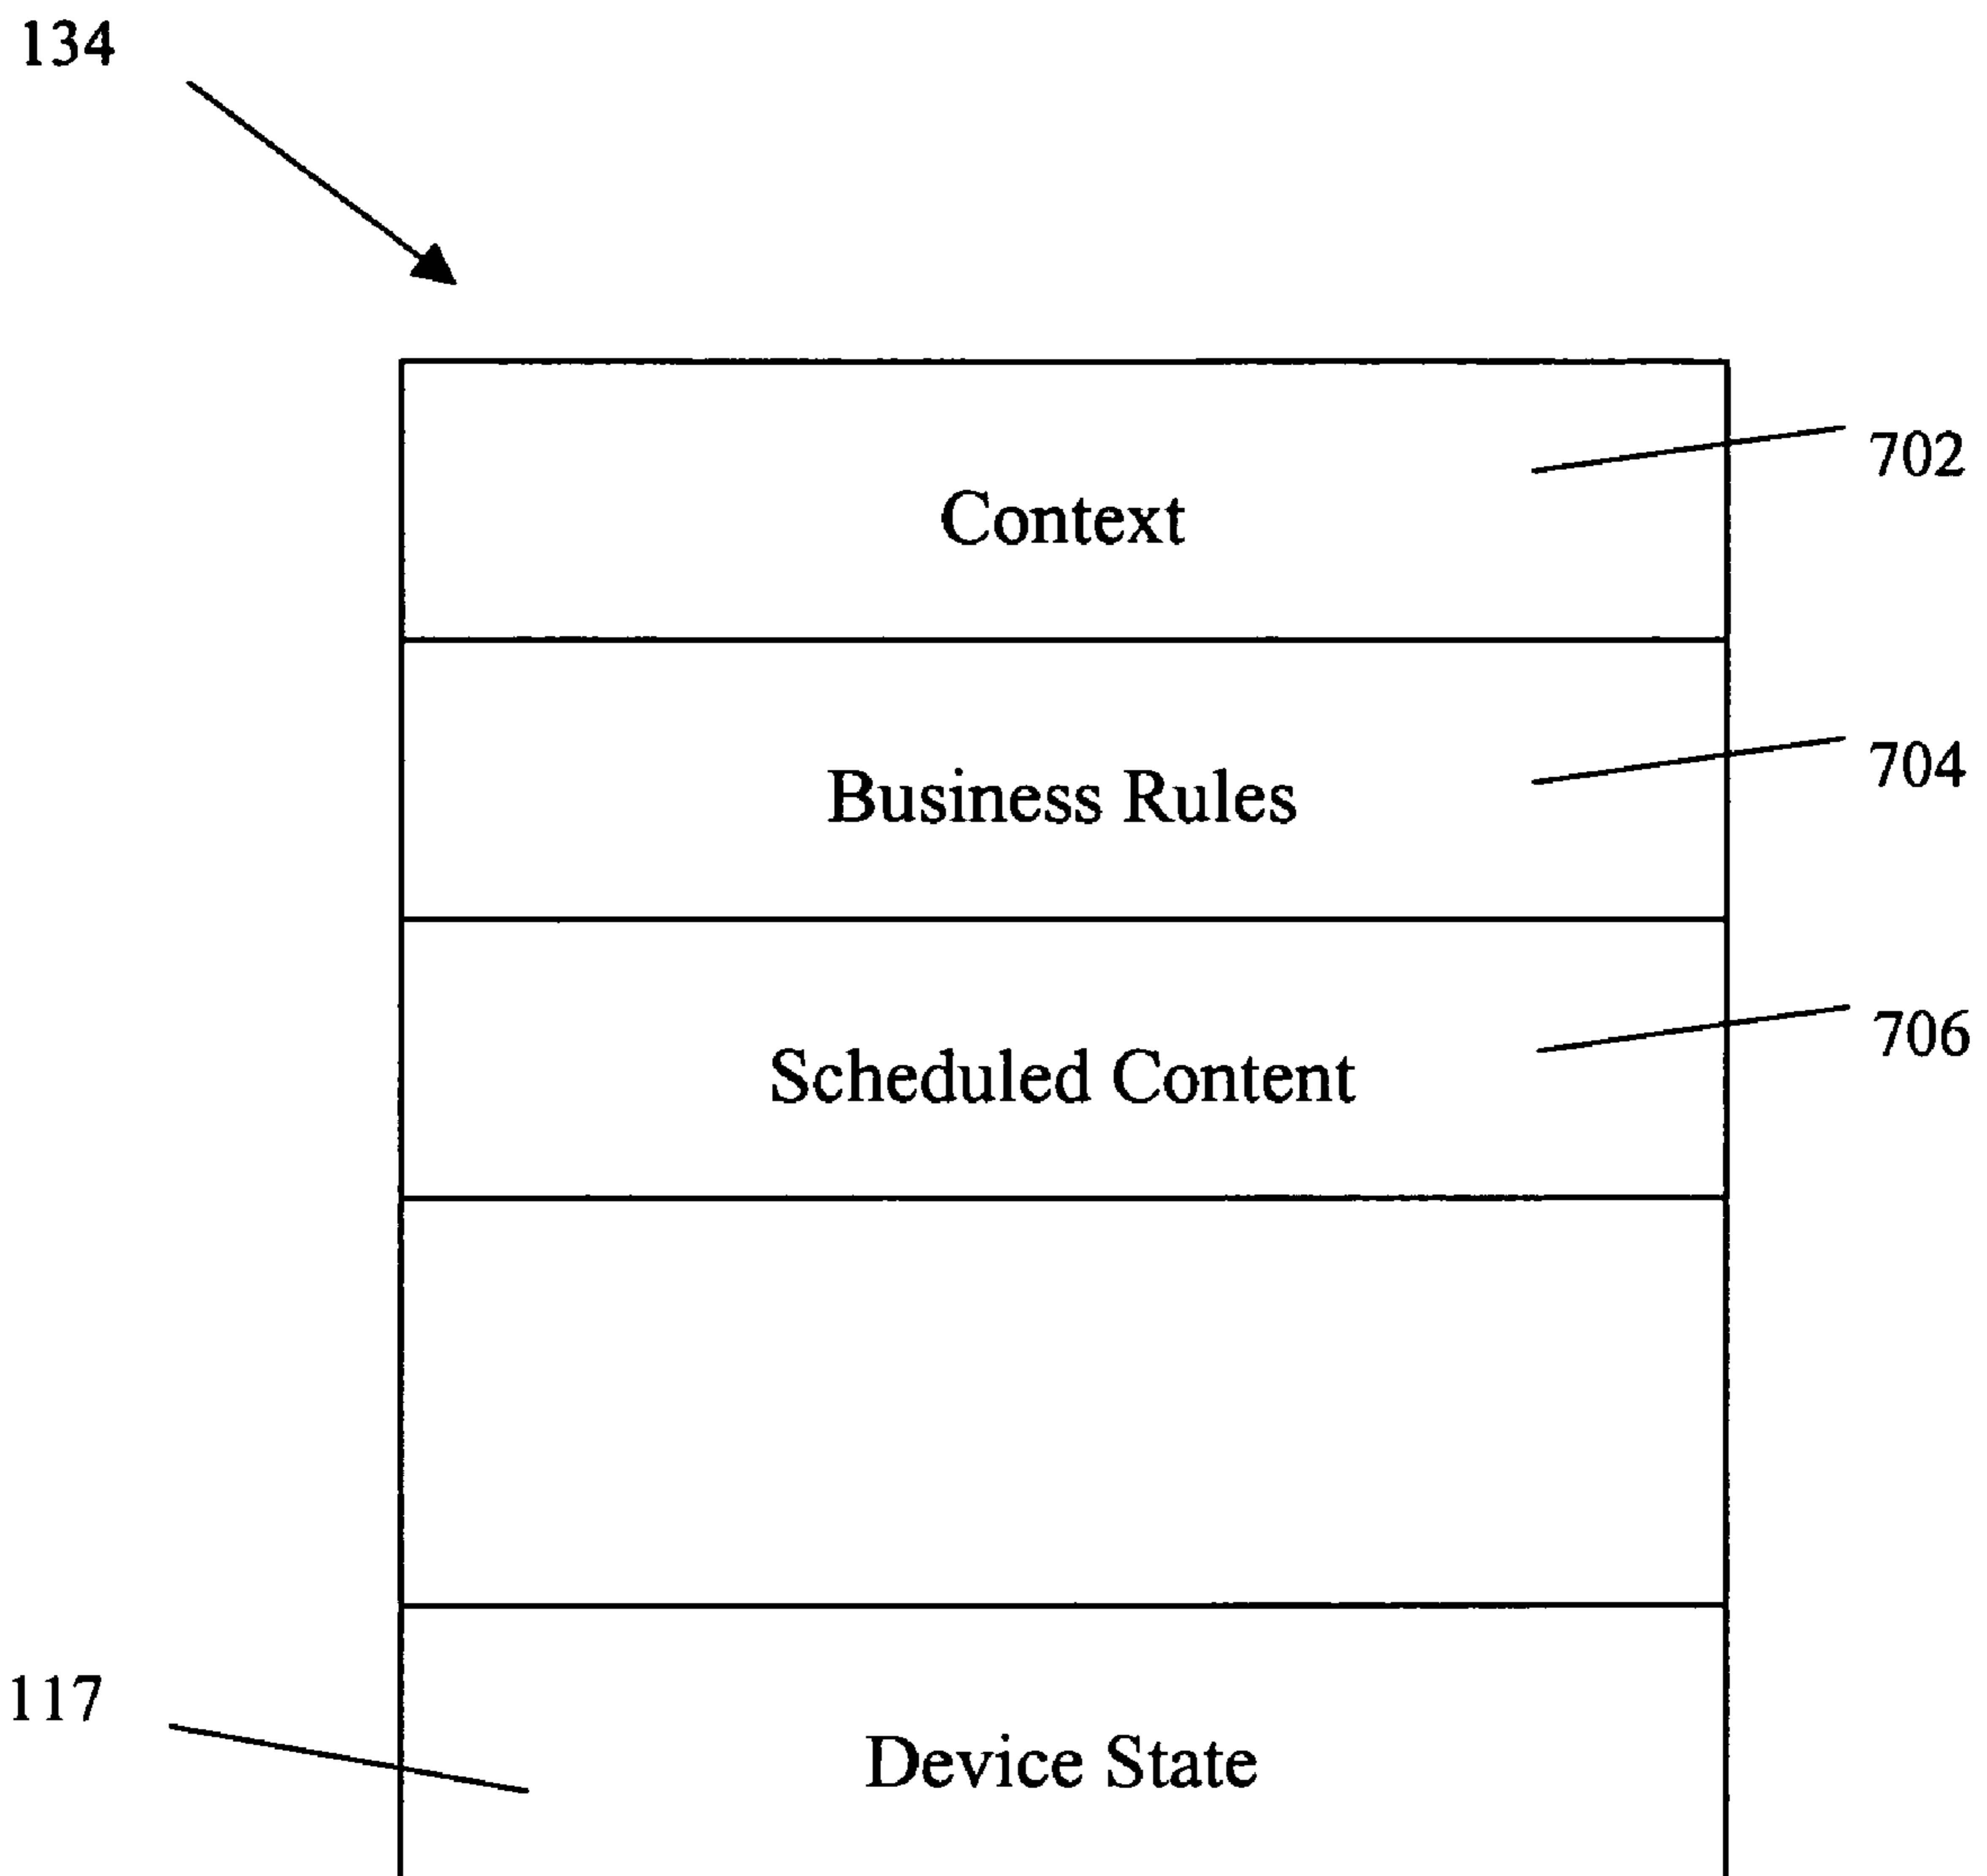 134
702
Context
704
Business Rules
706
Scheduled Content
117
Device State